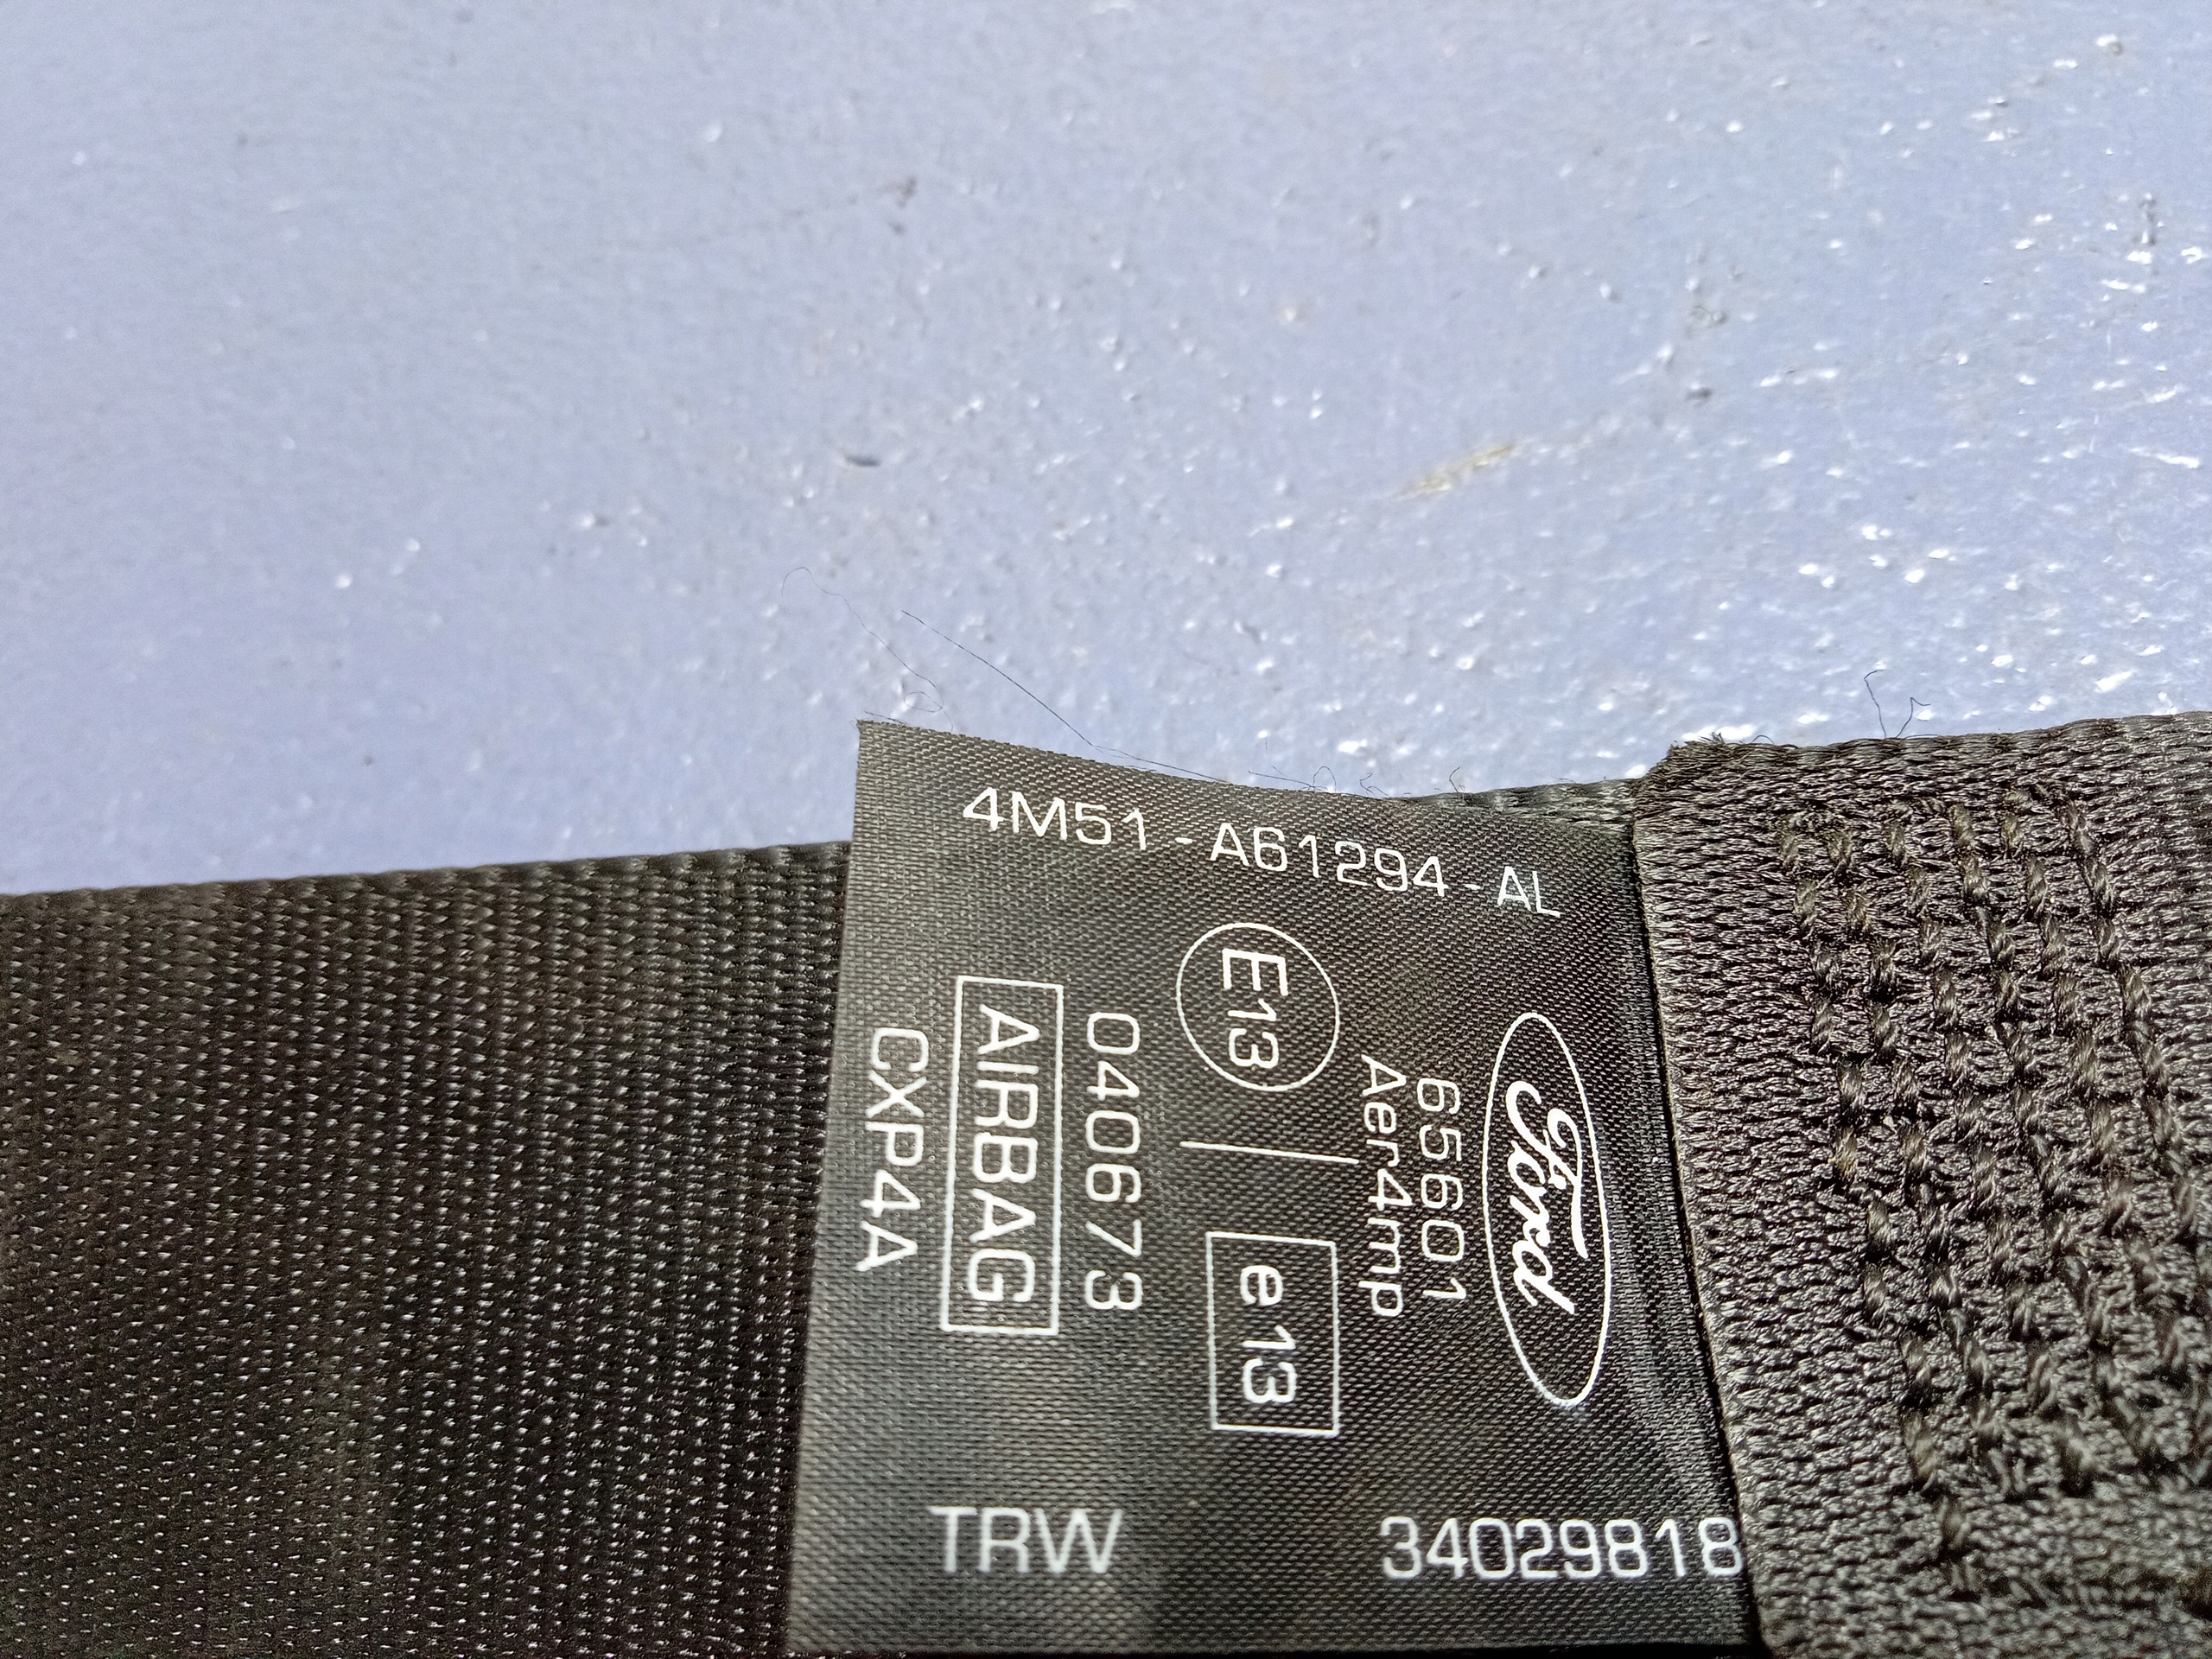 4M51-A61294-AL
Ford
65601
Aer4mp
E13
e13
040673
AIRBAG
CXP4A
TRW 34029818